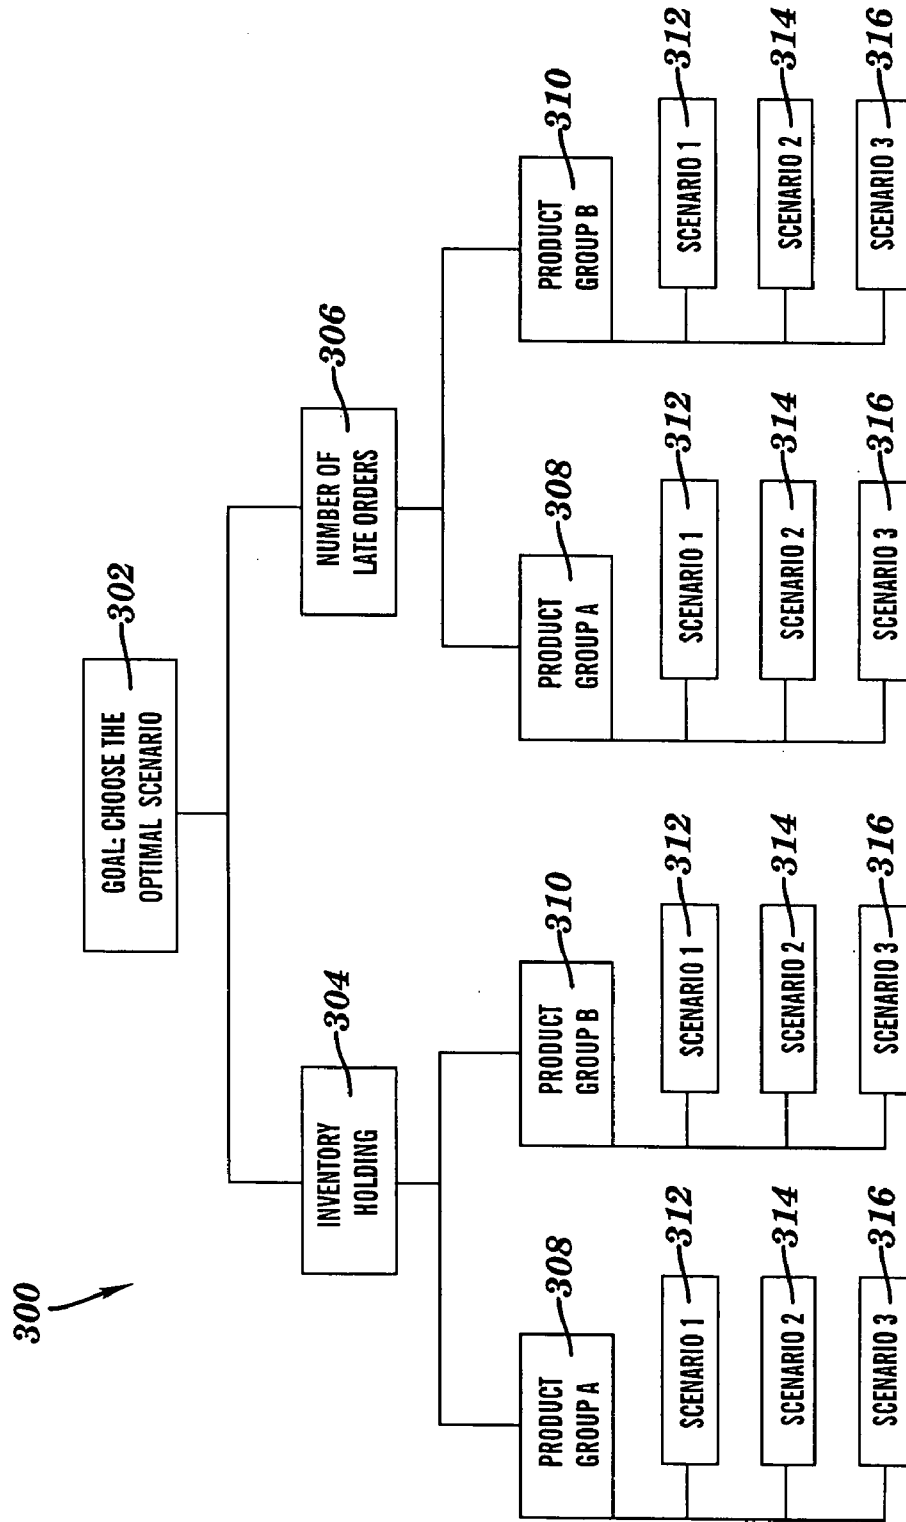 300
302
GOAL: CHOOSE THE
OPTIMAL SCENARIO
304
INVENTORY
HOLDING
306
NUMBER OF
LATE ORDERS
308
PRODUCT
GROUP A
310
PRODUCT
GROUP B
308
PRODUCT
GROUP A
310
PRODUCT
GROUP B
312
SCENARIO 1
312
SCENARIO 1
312
SCENARIO 1
312
SCENARIO 1
314
SCENARIO 2
314
SCENARIO 2
314
SCENARIO 2
314
SCENARIO 2
316
SCENARIO 3
316
SCENARIO 3
316
SCENARIO 3
316
SCENARIO 3